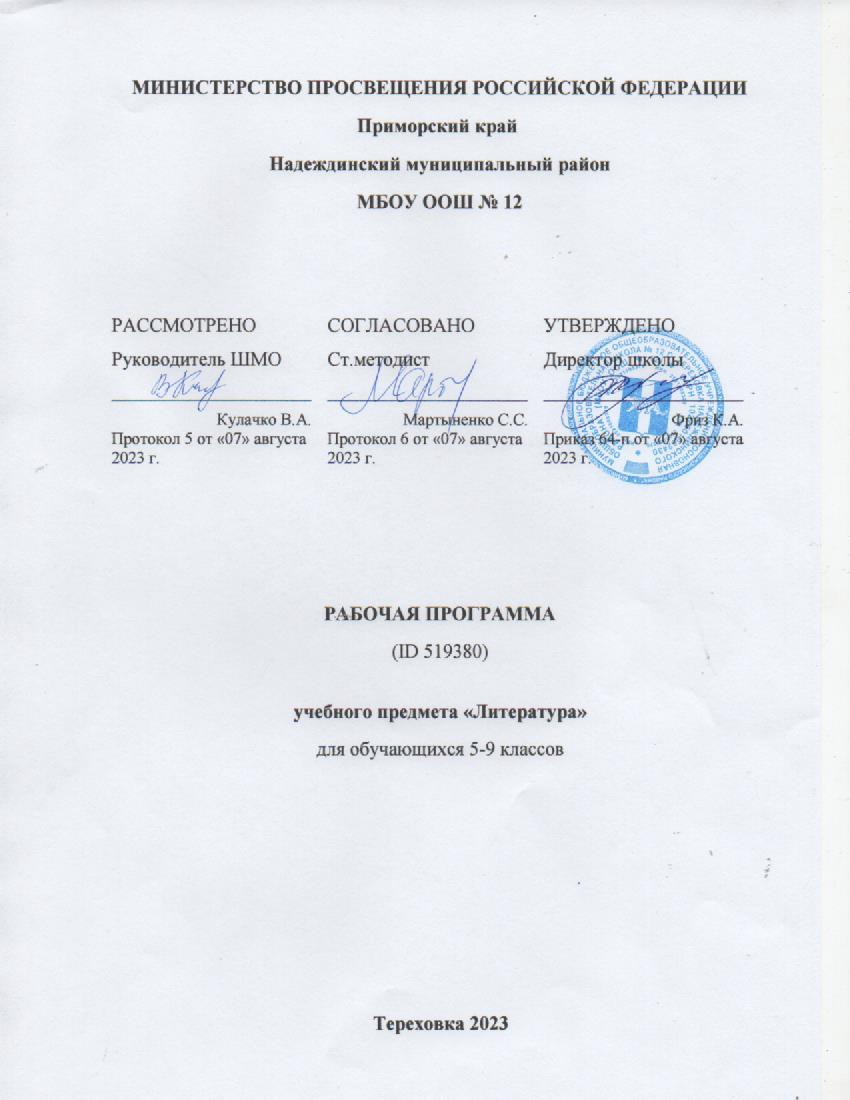 МИНИСТЕРСТВО ПРОСВЕЩЕНИЯ РОССИЙСКОЙ ФЕДЕРАЦИИ
Приморский край
Надеждинский муниципальный район
МБОУ ООШ № 12
РАССМОТРЕНО
Руководитель ШМО
Кулачко В.А.
Протокол 5 от «07» августа
2023 г.
СОГЛАСОВАНО
Ст.методист
Мартыненко С.С.
Протокол 6 от «07» августа
2023 г.
УТВЕРЖДЕНО
Директор школы
Фриз К.А.
Приказ 64-п от «07» августа
2023 г.
РАБОЧАЯ ПРОГРАММА
(ID 519380)
учебного предмета «Литература»
для обучающихся 5-9 классов
Тереховка 2023